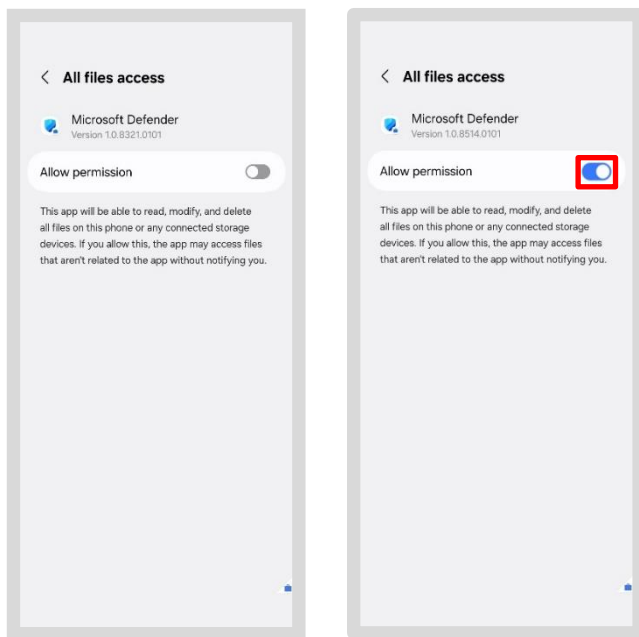 All files access
Microsoft Defender
Version 1.0.8321.0101
Allow permission
This app will be able to read, modify, and delete
all files on this phone or any connected storage
devices. If you allow this, the app may access files
that aren't related to the app without notifying you.
All files access
Microsoft Defender
Version 1.0.8514.0101
Allow permission
This app will be able to read, modify, and delete
all files on this phone or any connected storage
devices. If you allow this, the app may access files
that aren't related to the app without notifying you.